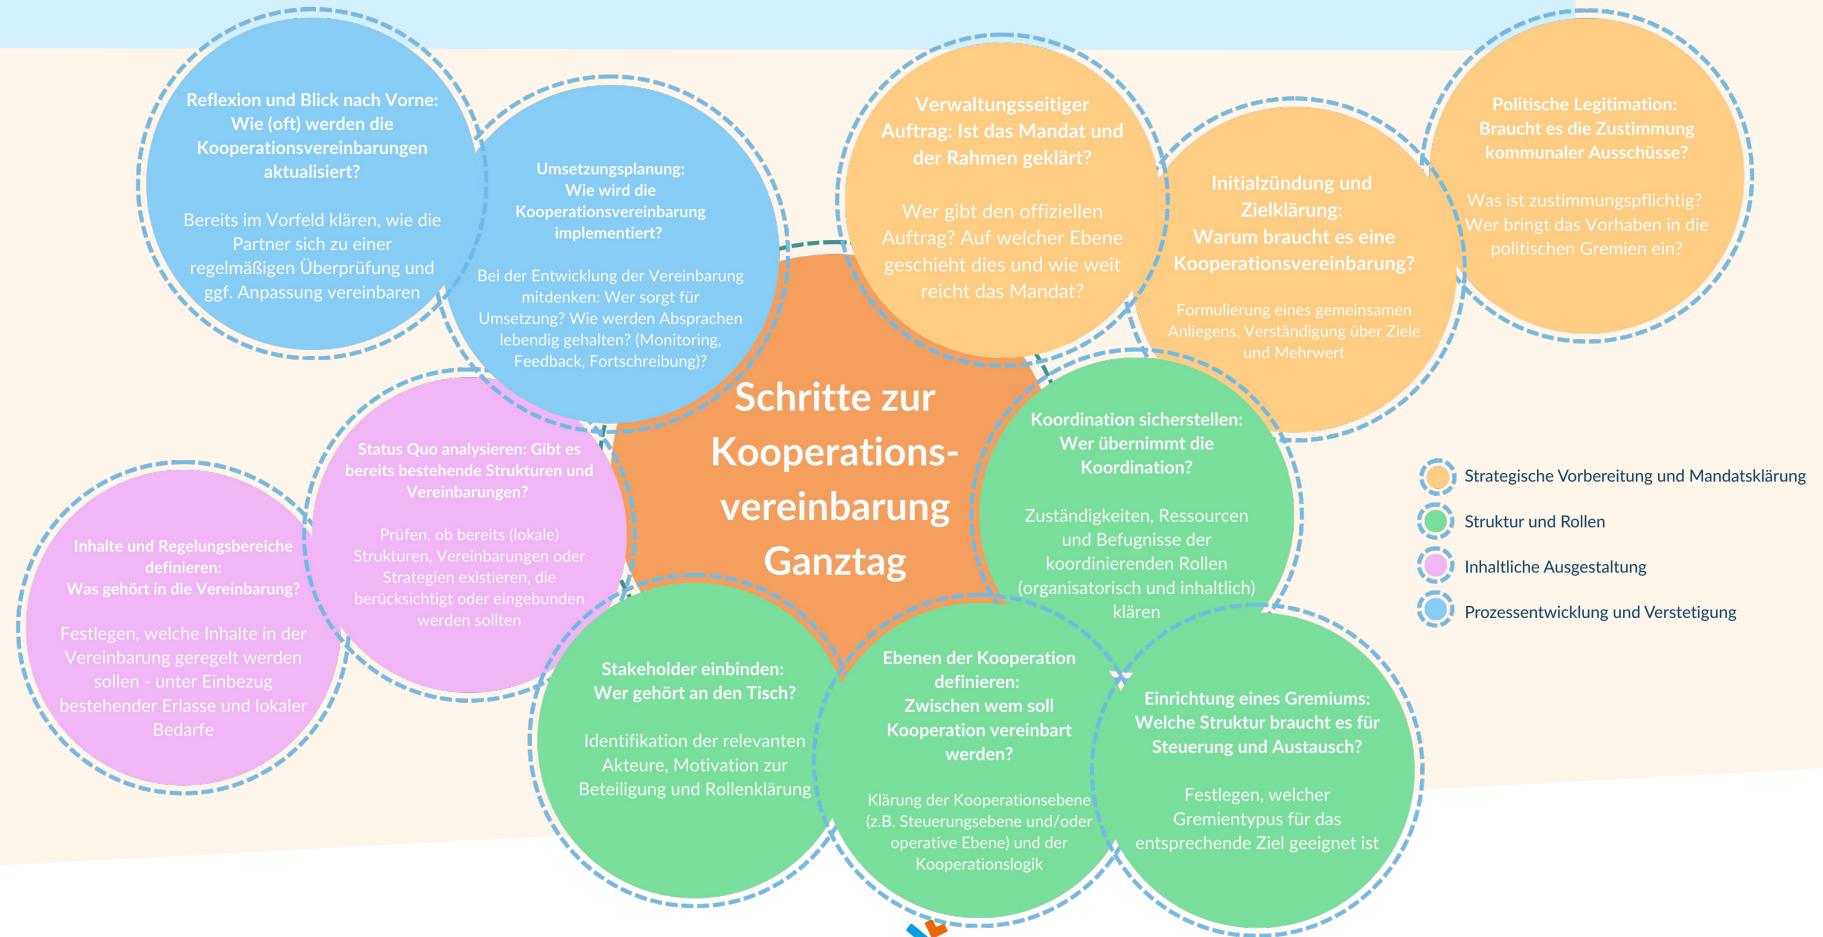 Reflexion und Blick nach Vorne:
Wie (oft) werden die
Kooperationsvereinbarungen
aktualisiert?
Bereits im Vorfeld klären, wie die
Partner sich zu einer
regelmäßigen Überprüfung und
ggf. Anpassung vereinbaren
Umsetzungsplanung:
Wie wird die
Kooperationsvereinbarung
implementiert?
Bei der Entwicklung der Vereinbarung
mitdenken: Wer sorgt für
Umsetzung? Wie werden Absprachen
lebendig gehalten? (Monitoring,
Feedback, Fortschreibung)?
Verwaltungsseitiger
Auftrag: Ist das Mandat und
der Rahmen geklärt?
Wer gibt den offiziellen
Auftrag? Auf welcher Ebene
geschieht dies und wie weit
reicht das Mandat?
Initialzündung und
Zielklärung:
Warum braucht es eine
Kooperationsvereinbarung?
Formulierung eines gemeinsamen
Anliegens, Verständigung über Ziele
und Mehrwert
Politische Legitimation:
Braucht es die Zustimmung
kommunaler Ausschüsse?
Was ist zustimmungspflichtig?
Wer bringt das Vorhaben in die
politischen Gremien ein?
Schritte zur
Kooperations-
vereinbarung
Ganztag
Status Quo analysieren: Gibt es
bereits bestehende Strukturen und
Vereinbarungen?
Prüfen, ob bereits (lokale)
Strukturen, Vereinbarungen oder
Strategien existieren, die
berücksichtigt oder eingebunden
werden sollten
Inhalte und Regelungsbereiche
definieren:
Was gehört in die Vereinbarung?
Festlegen, welche Inhalte in der
Vereinbarung geregelt werden
sollen - unter Einbezug
bestehender Erlasse und lokaler
Bedarfe
Koordination sicherstellen:
Wer übernimmt die
Koordination?
Zuständigkeiten, Ressourcen
und Befugnisse der
koordinierenden Rollen
(organisatorisch und inhaltlich)
klären
Stakeholder einbinden:
Wer gehört an den Tisch?
Identifikation der relevanten
Akteure, Motivation zur
Beteiligung und Rollenklärung
Ebenen der Kooperation
definieren:
Zwischen wem soll
Kooperation vereinbart
werden?
Klärung der Kooperationsebene
(z.B. Steuerungsebene und/oder
operative Ebene) und der
Kooperationslogik
Einrichtung eines Gremiums:
Welche Struktur braucht es für
Steuerung und Austausch?
Festlegen, welcher
Gremientypus für das
entsprechende Ziel geeignet ist
Strategische Vorbereitung und Mandatsklärung
Struktur und Rollen
Inhaltliche Ausgestaltung
Prozessentwicklung und Verstetigung